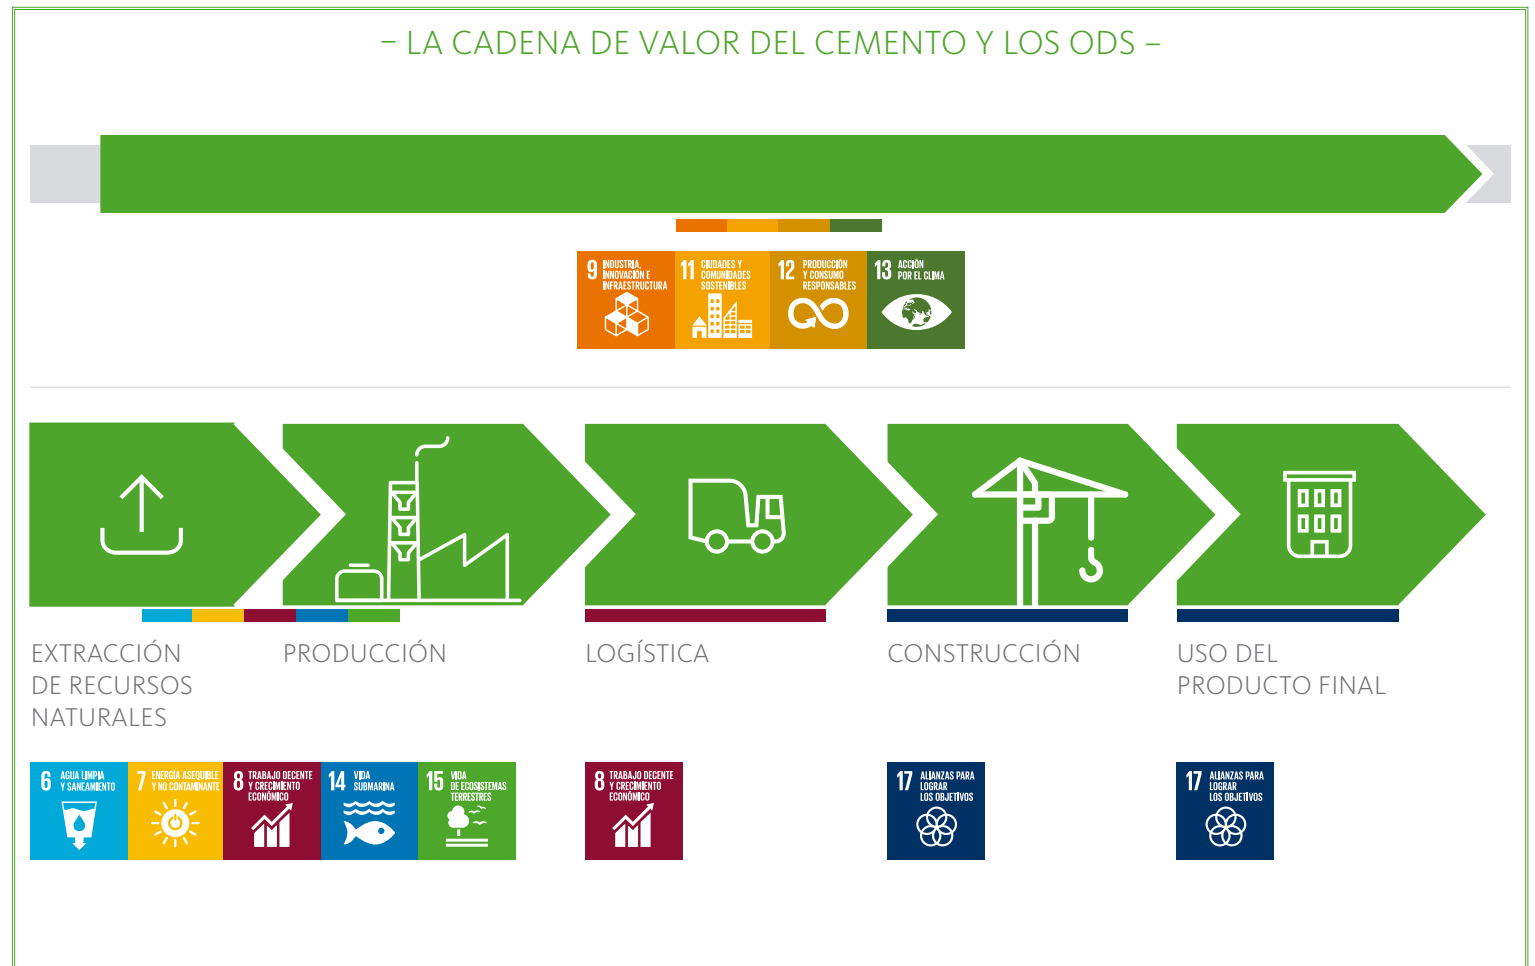 – LA CADENA DE VALOR DEL CEMENTO Y LOS ODS –
9 INDUSTRIA,
INNOVACIÓN E
INFRAESTRUCTURA
11 CIUDADES Y
COMUNIDADES
SOSTENIBLES
12 PRODUCCIÓN
Y CONSUMO
RESPONSABLES
13 ACCIÓN
POR EL CLIMA
EXTRACCIÓN
DE RECURSOS
NATURALES
PRODUCCIÓN
LOGÍSTICA
CONSTRUCCIÓN
USO DEL
PRODUCTO FINAL
6 AGUA LIMPIA
Y SANEAMIENTO
7 ENERGÍA ASEQUIBLE
Y NO CONTAMINANTE
8 TRABAJO DECENTE
Y CRECIMIENTO
ECONÓMICO
14 VIDA
SUBMARINA
15 VIDA
DE ECOSISTEMAS
TERRESTRES
8 TRABAJO DECENTE
Y CRECIMIENTO
ECONÓMICO
17 ALIANZAS PARA
LOGRAR
LOS OBJETIVOS
17 ALIANZAS PARA
LOGRAR
LOS OBJETIVOS